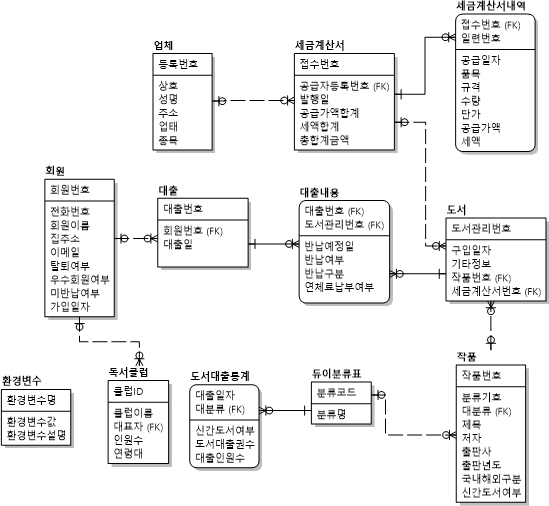 세금계산서내역
접수번호 (FK)
일련번호
공급일자
품목
규격
수량
단가
공급가액
세액
업체
등록번호
상호
성명
주소
업태
종목
세금계산서
접수번호
공급자등록번호 (FK)
발행일
공급가액합계
세액합계
총합계금액
회원
회원번호
전화번호
회원이름
집주소
이메일
탈퇴여부
우수회원여부
미반납여부
가입일자
대출
대출번호
회원번호 (FK)
대출일
대출내용
대출번호 (FK)
도서관리번호 (FK)
반납예정일
반납여부
반납구분
연체료납부여부
도서
도서관리번호
구입일자
기타정보
작품번호 (FK)
세금계산서번호 (FK)
환경변수
환경변수명
환경변수값
환경변수설명
독서클럽
클럽ID
클럽이름
대표자 (FK)
인원수
연령대
도서대출통계
대출일자
대분류 (FK)
신간도서여부
도서대출권수
대출인원수
듀이분류표
분류코드
분류명
작품
작품번호
분류기호
대분류 (FK)
제목
저자
출판사
출판년도
국내해외구분
신간도서여부